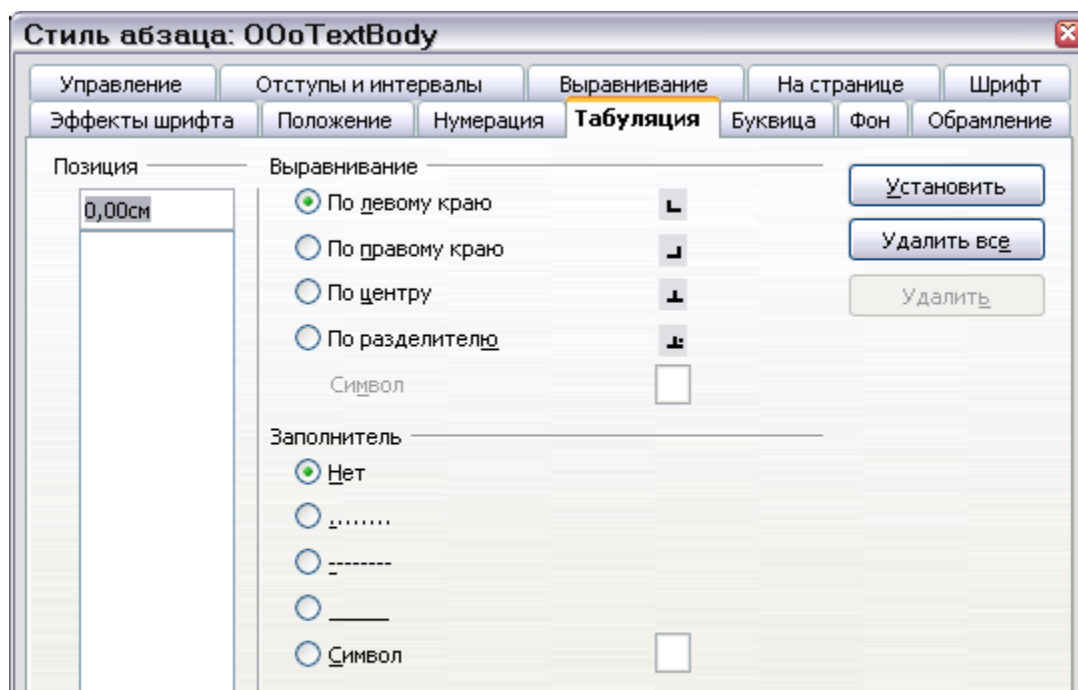 Стиль абзаца: OOoTextBody
Управление Отступы и интервалы Выравнивание На странице Шрифт
Эффекты шрифта Положение Нумерация Табуляция Буквица Фон Обрамление
Позиция Выравнивание
0,00см По левому краю Установить
По правому краю Удалить все
По центру Удалить
По разделителю
Символ
Заполнитель
Нет
........
--------
_____
Символ